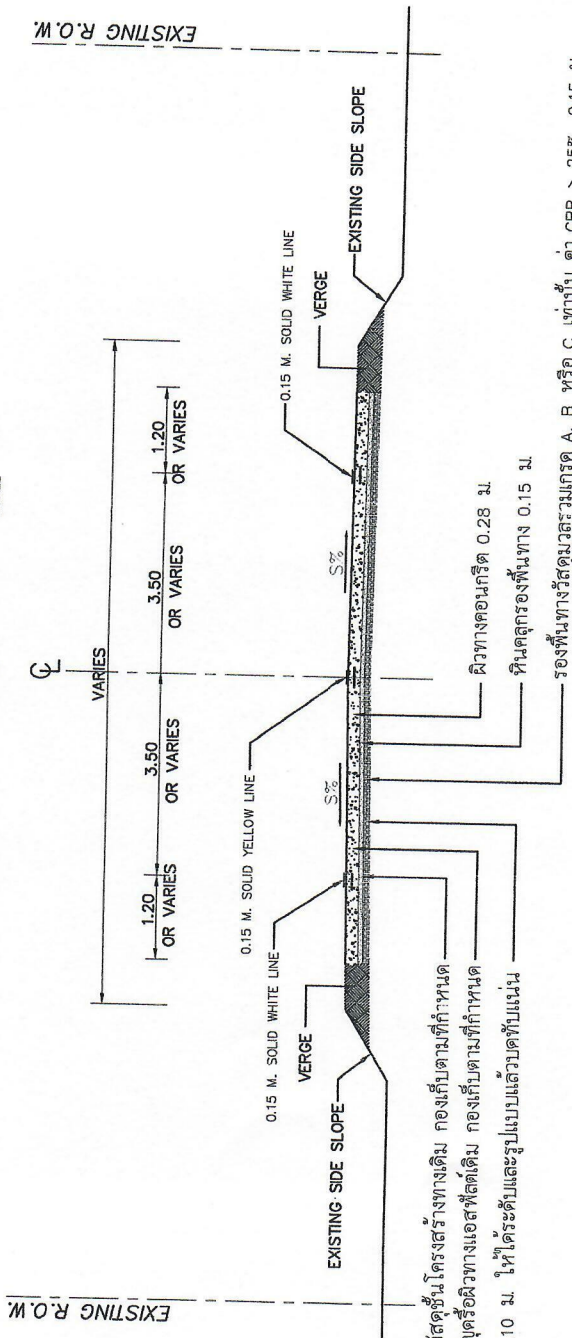 EXISTING R.O.W.
EXISTING R.O.W.
C
L
VARIES
1.20
OR VARIES
3.50
OR VARIES
3.50
OR VARIES
1.20
OR VARIES
0.15 M. SOLID WHITE LINE
0.15 M. SOLID YELLOW LINE
0.15 M. SOLID WHITE LINE
VERGE
VERGE
S%
S%
EXISTING SIDE SLOPE
EXISTING SIDE SLOPE
ผิวทางคอนกรีต 0.28 ม.
หินคลุกรองพื้นทาง 0.15 ม.
รองพื้นทางวัสดุมวลรวมเกรด A, B หรือ C เท่านั้น ค่า CBR > 25%
ชั้นโครงสร้างทางเดิม กองเก็บตามที่กำหนด
ผิวทางแอสฟัลต์เดิม กองเก็บตามที่กำหนด
10 ม. ให้ได้ระดับและรูปแบบแล้วบดทับแน่น